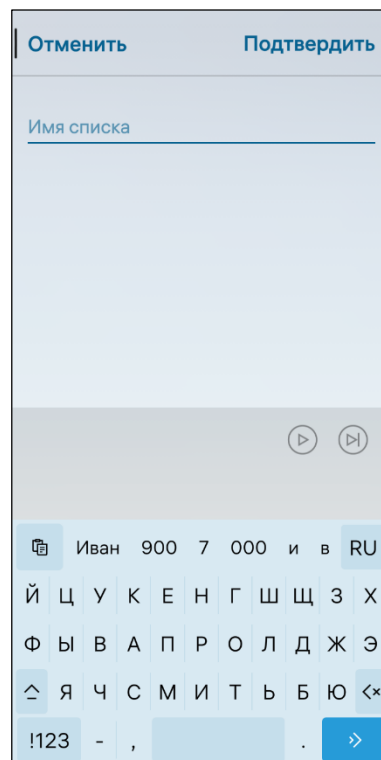 Отменить Подтвердить
Имя списка
Иван 900 7 000 и в RU
Й Ц У К Е Н Г Ш Щ З Х
Ф Ы В А П Р О Л Д Ж Э
Я Ч С М И Т Ь Б Ю
!123 - , .